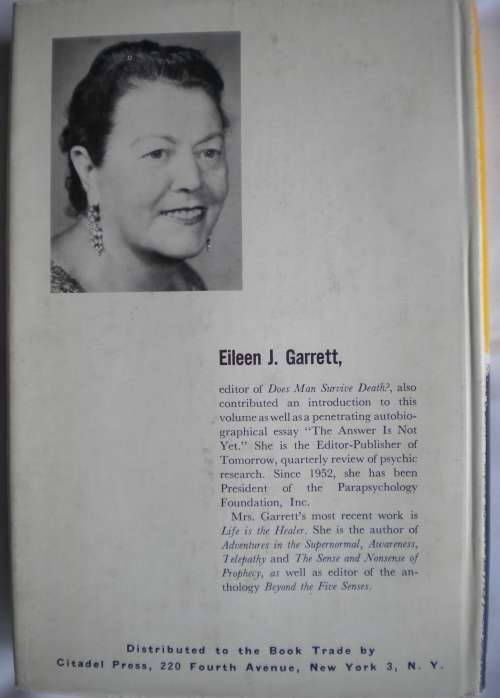 Eileen J. Garrett,
editor of Does Man Survive Death?, also
contributed an introduction to this
volume as well as a penetrating autobio-
graphical essay “The Answer Is Not
Yet.” She is the Editor-Publisher of
Tomorrow, quarterly review of psychic
research. Since 1952, she has been
President of the Parapsychology
Foundation, Inc.
Mrs. Garrett's most recent work is
Life is the Healer. She is the author of
Adventures in the Supernormal, Awareness,
Telepathy and The Sense and Nonsense of
Prophecy, as well as editor of the an-
thology Beyond the Five Senses.
Distributed to the Book Trade by
Citadel Press, 220 Fourth Avenue, New York 3, N. Y.